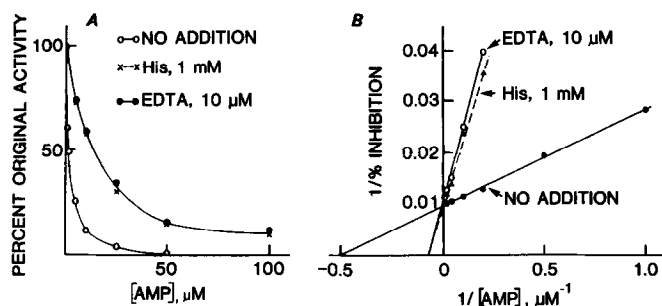 A
PERCENT ORIGINAL ACTIVITY
100
50
NO ADDITION
His, 1 mM
EDTA, 10 µM
0 50 100
[AMP], µM
B
1/% INHIBITION
0.04
0.03
0.02
0.01
EDTA, 10 µM
His, 1 mM
NO ADDITION
-0.5 0 0.5 1.0
1/[AMP], µM⁻¹